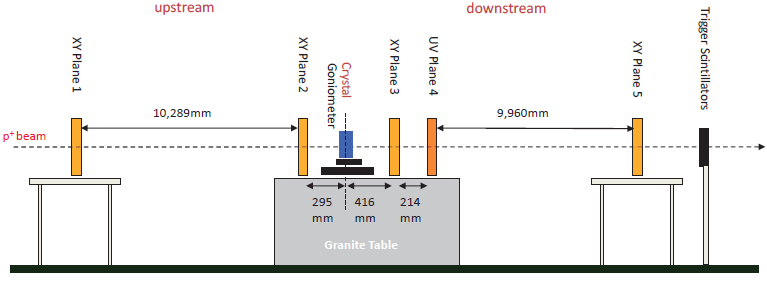 upstream
downstream
XY Plane 1
XY Plane 2
Goniometer
Crystal
XY Plane 3
UV Plane 4
XY Plane 5
Trigger Scintillators
10,289mm
9,960mm
p⁺ beam
295
mm
416
mm
214
mm
Granite Table